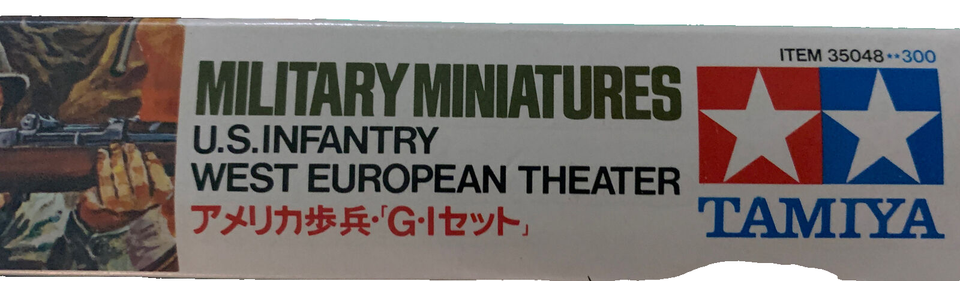 ITEM 35048★★300
MILITARY MINIATURES
U.S. INFANTRY
WEST EUROPEAN THEATER
アメリカ歩兵・「G・Iセット」
TAMIYA